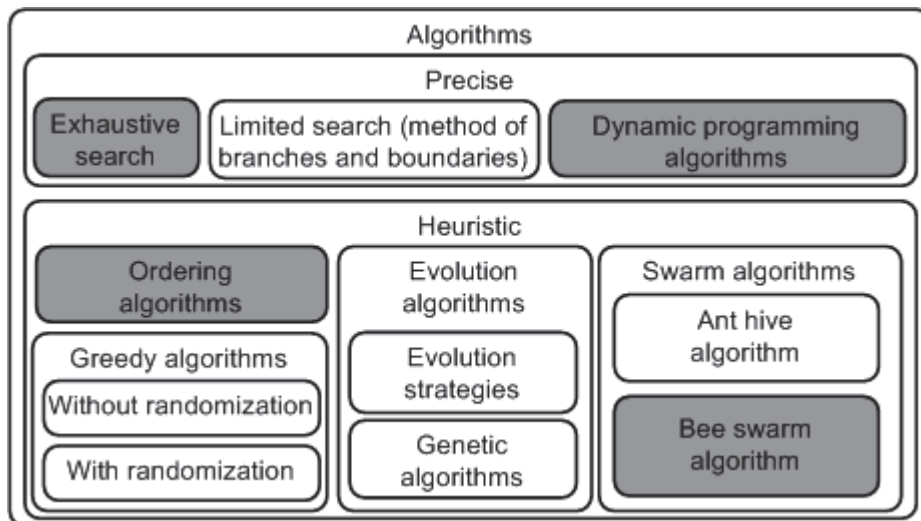 Algorithms
Precise
Exhaustive
search
Limited search (method of
branches and boundaries)
Dynamic programming
algorithms
Heuristic
Ordering
algorithms
Greedy algorithms
Without randomization
With randomization
Evolution
algorithms
Evolution
strategies
Genetic
algorithms
Swarm algorithms
Ant hive
algorithm
Bee swarm
algorithm